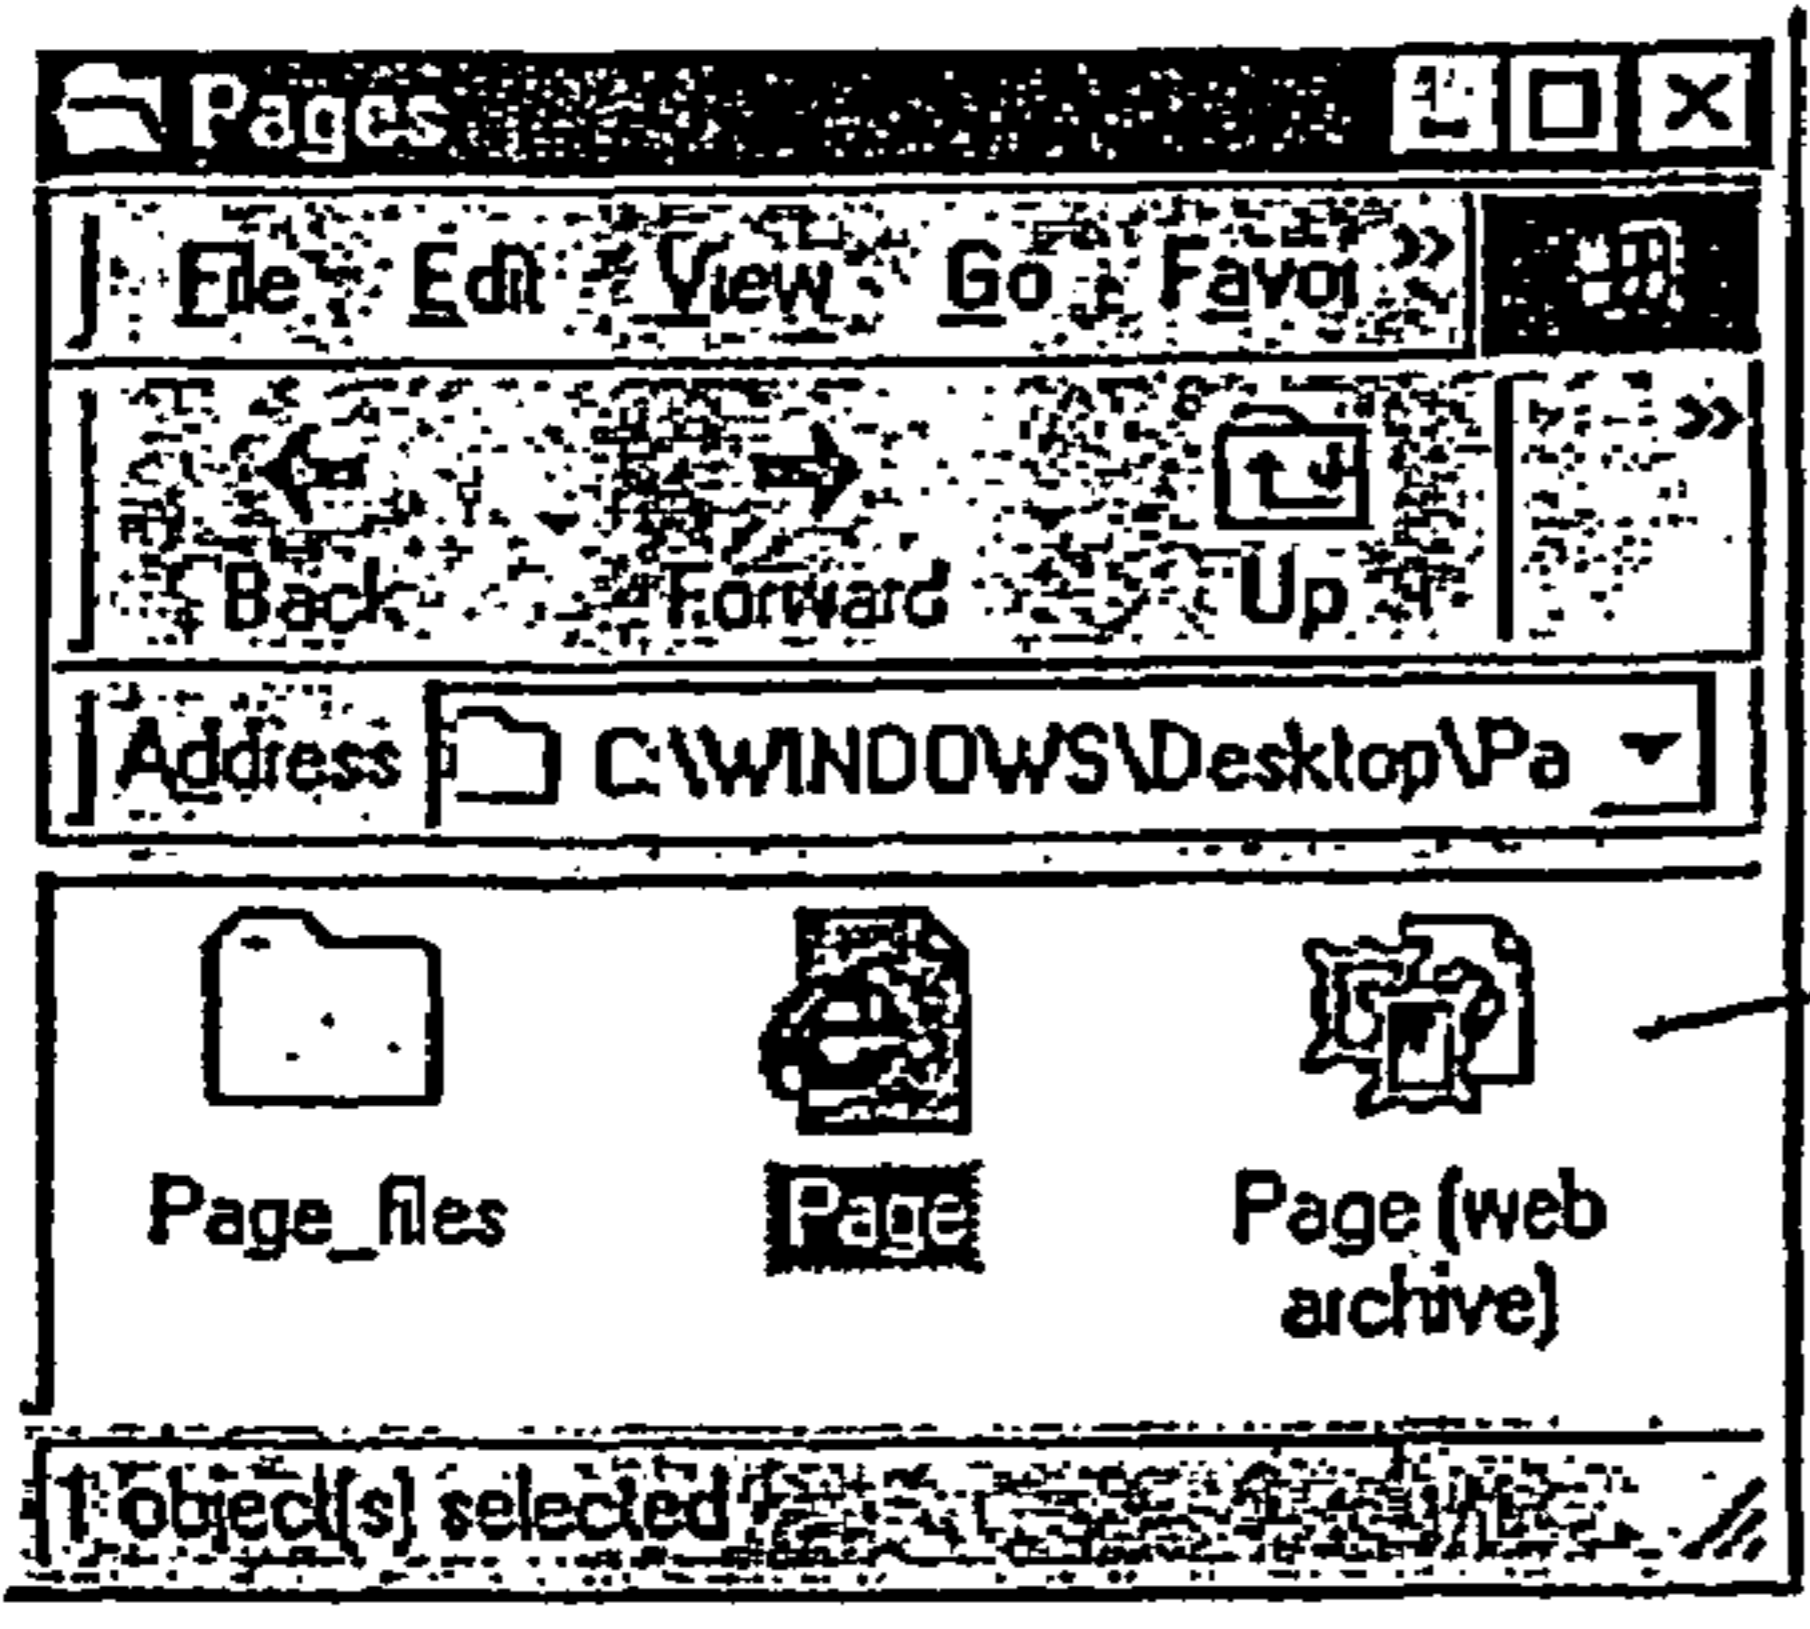 Pages
File Edit View Go Favor »
»
Back Forward Up
Address C:\WINDOWS\Desktop\Pa
Page_files Page Page (web
archive)
1 object(s) selected